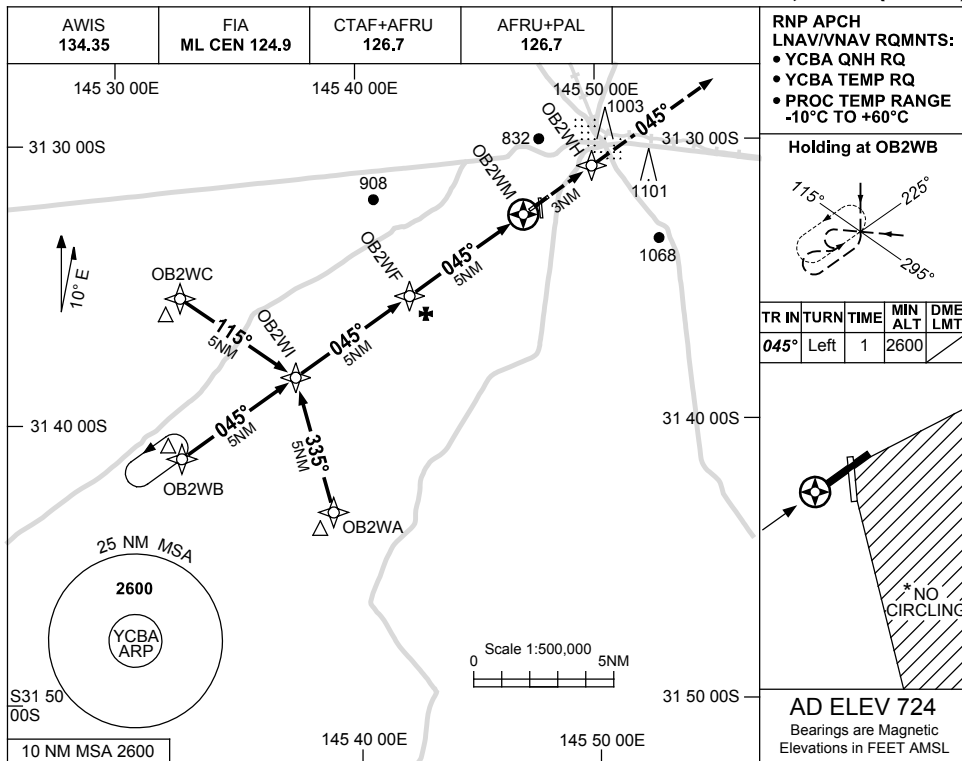 AWIS
134.35
FIA
ML CEN 124.9
CTAF+AFRU
126.7
AFRU+PAL
126.7
RNP APCH
LNAV/VNAV RQMNTS:
• YCBA QNH RQ
• YCBA TEMP RQ
• PROC TEMP RANGE
-10°C TO +60°C
145 30 00E
145 40 00E
145 50 00E
31 30 00S
31 30 00S
832
1003
045°
OB2WH
1101
908
OB2WM
3NM
1068
10° E
OB2WC
OB2WF
045°
5NM
115°
5NM
OB2WI
045°
5NM
31 40 00S
31 40 00S
045°
5NM
335°
5NM
OB2WB
OB2WA
25 NM MSA
2600
YCBA
ARP
Scale 1:500,000
0
5NM
S31 50
00S
31 50 00S
145 40 00E
145 50 00E
10 NM MSA 2600
Holding at OB2WB
115°
225°
295°
TR IN
TURN
TIME
MIN
ALT
DME
LMT
045°
Left
1
2600
*NO
CIRCLING
AD ELEV 724
Bearings are Magnetic
Elevations in FEET AMSL